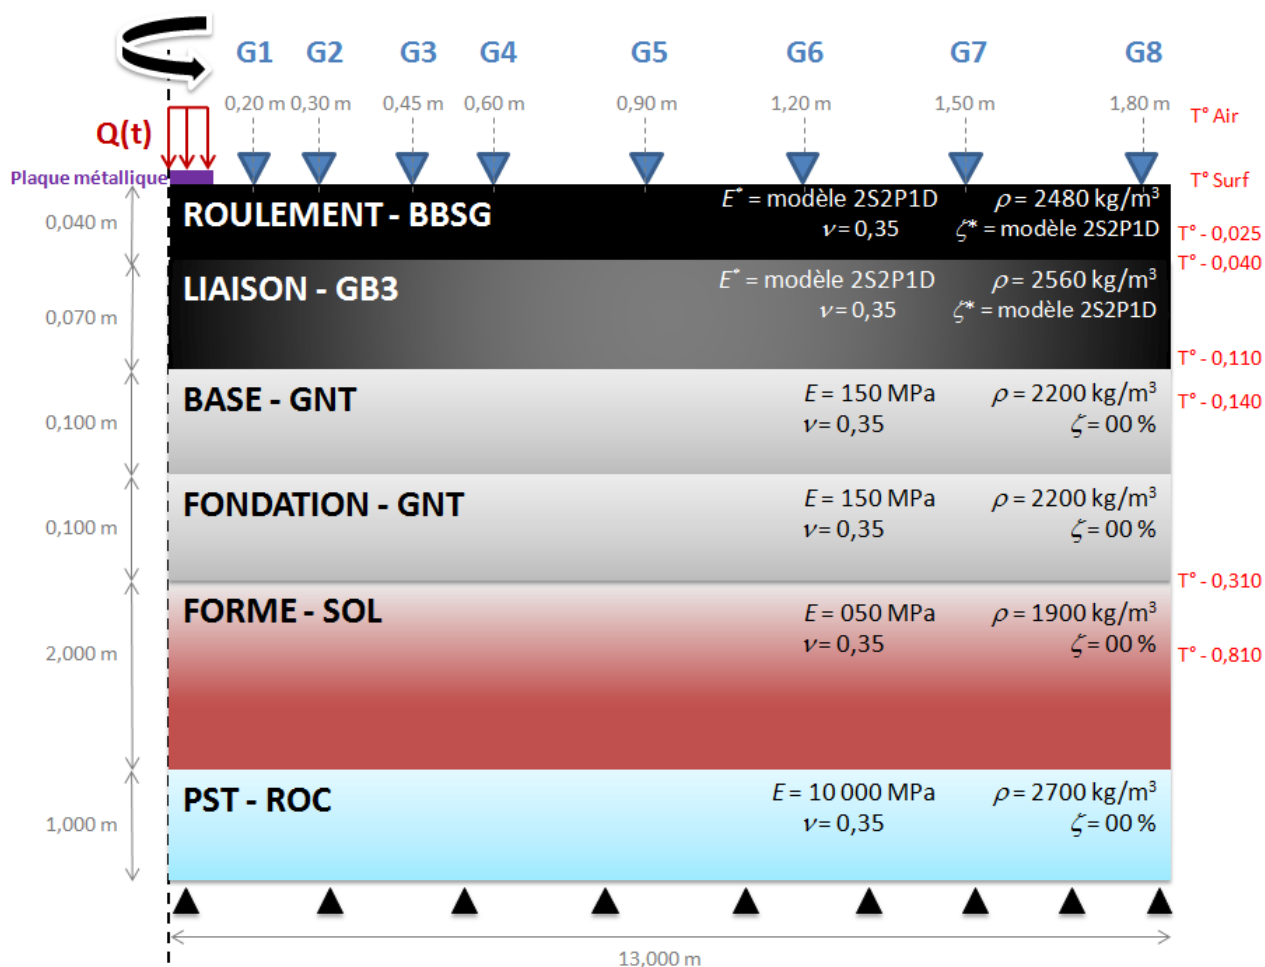 G1 G2 G3 G4 G5 G6 G7 G8
0,20 m 0,30 m 0,45 m 0,60 m 0,90 m 1,20 m 1,50 m 1,80 m
T° Air
Q(t)
Plaque métallique
T° Surf
ROULEMENT - BBSG
E* = modèle 2S2P1D
ρ = 2480 kg/m³
0,040 m
ν = 0,35
ζ* = modèle 2S2P1D
T° - 0,025
T° - 0,040
LIAISON - GB3
E* = modèle 2S2P1D
ρ = 2560 kg/m³
0,070 m
ν = 0,35
ζ* = modèle 2S2P1D
T° - 0,110
BASE - GNT
E = 150 MPa
ρ = 2200 kg/m³
T° - 0,140
0,100 m
ν = 0,35
ζ = 00 %
FONDATION - GNT
E = 150 MPa
ρ = 2200 kg/m³
0,100 m
ν = 0,35
ζ = 00 %
T° - 0,310
FORME - SOL
E = 050 MPa
ρ = 1900 kg/m³
2,000 m
ν = 0,35
ζ = 00 %
T° - 0,810
PST - ROC
E = 10 000 MPa
ρ = 2700 kg/m³
1,000 m
ν = 0,35
ζ = 00 %
13,000 m